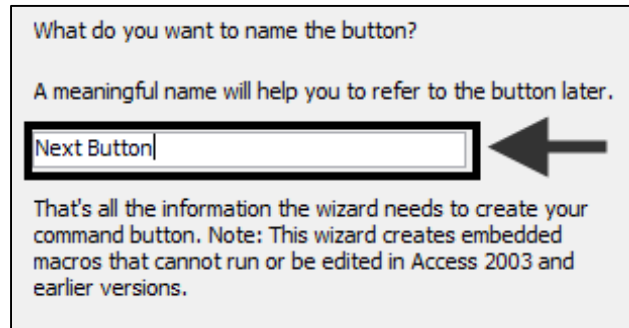 What do you want to name the button?
A meaningful name will help you to refer to the button later.
Next Button
That's all the information the wizard needs to create your
command button. Note: This wizard creates embedded
macros that cannot run or be edited in Access 2003 and
earlier versions.